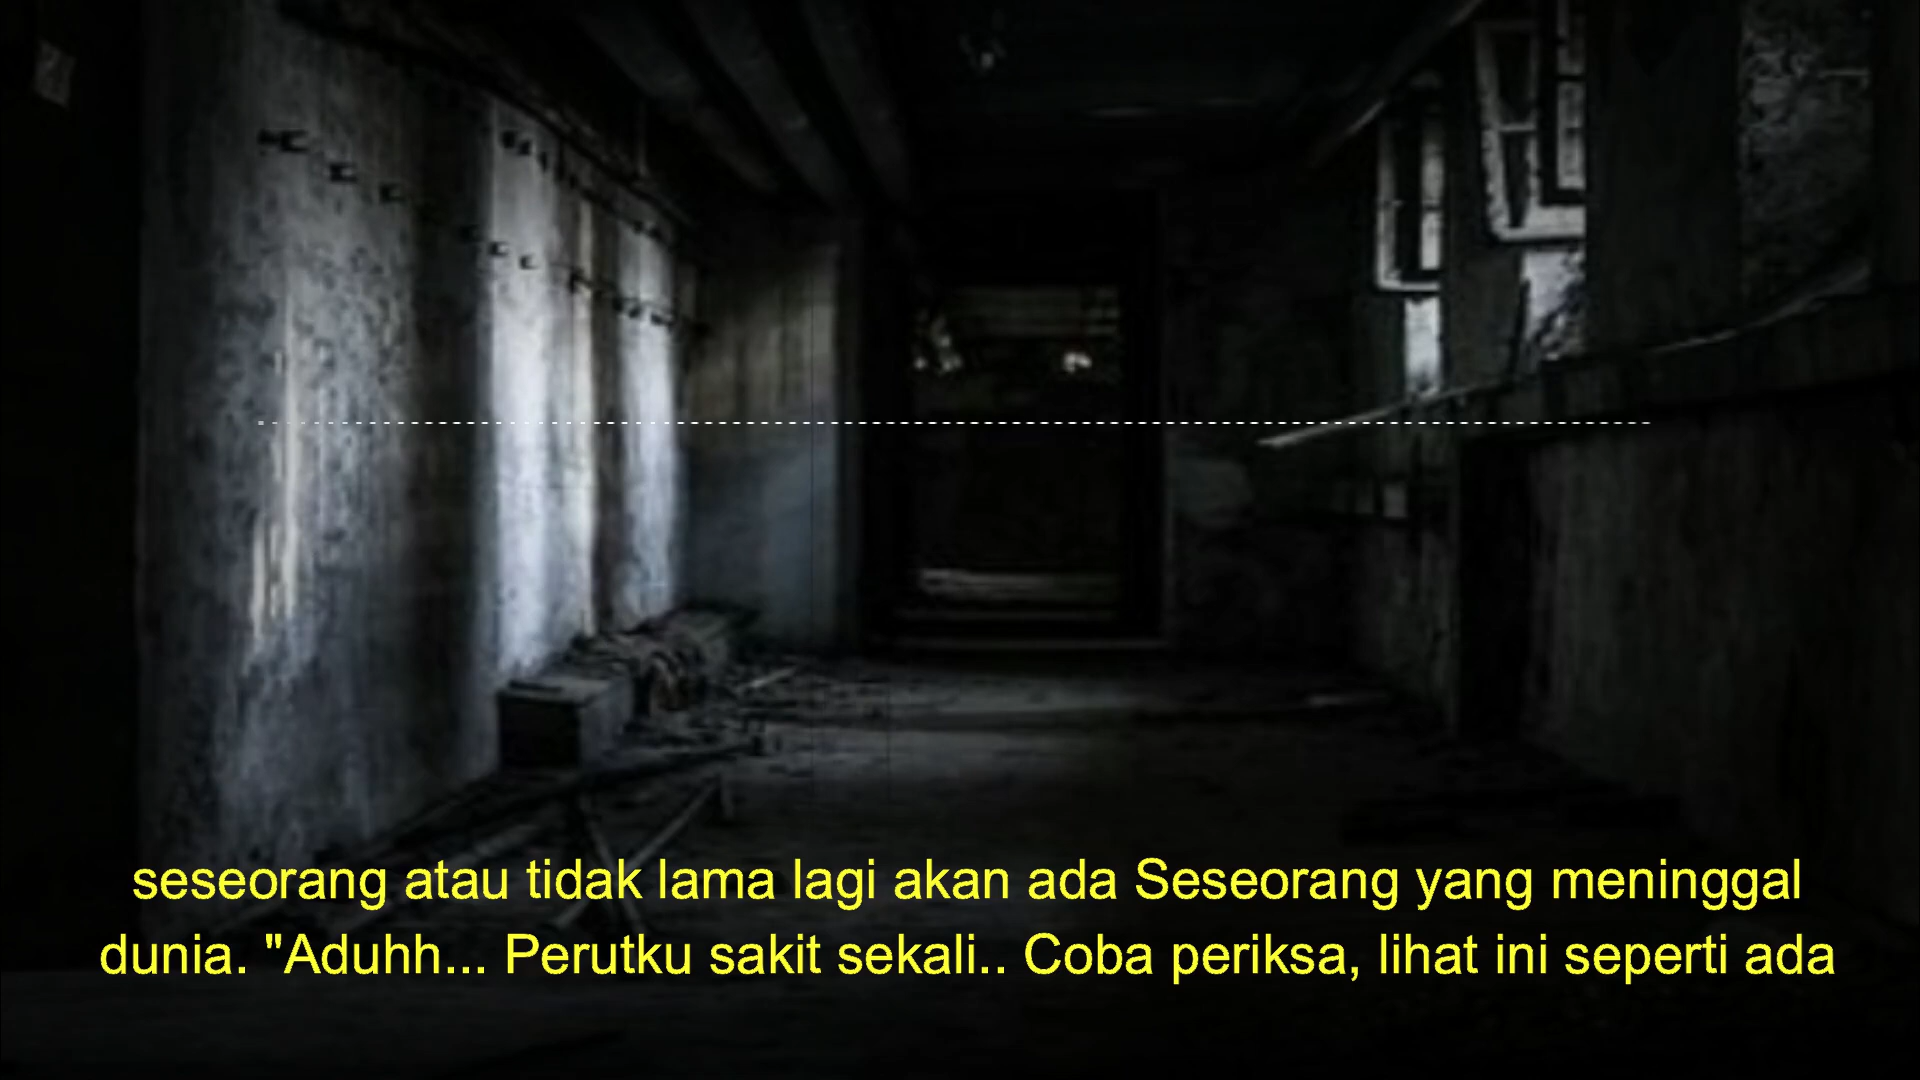 seseorang atau tidak lama lagi akan ada Seseorang yang meninggal
dunia. "Aduhh... Perutku sakit sekali.. Coba periksa, lihat ini seperti ada